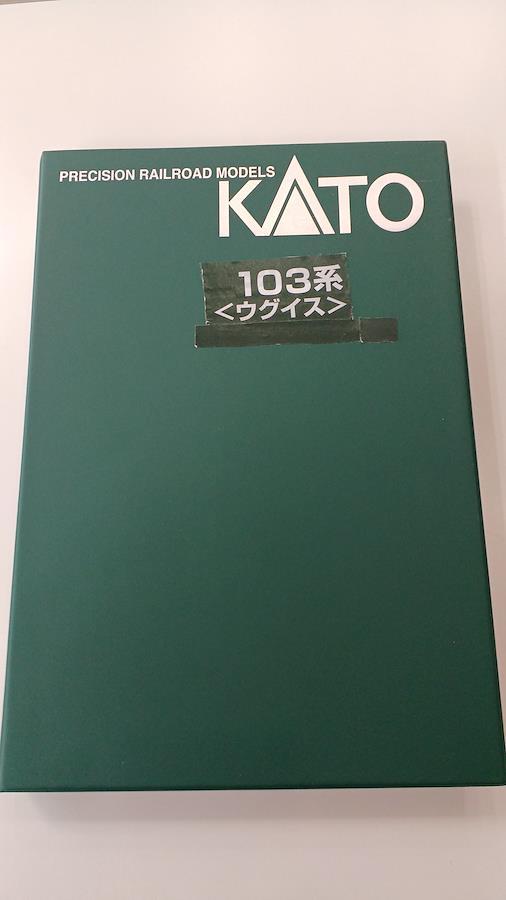 PRECISION RAILROAD MODELS
KATO
103系
<ウグイス>